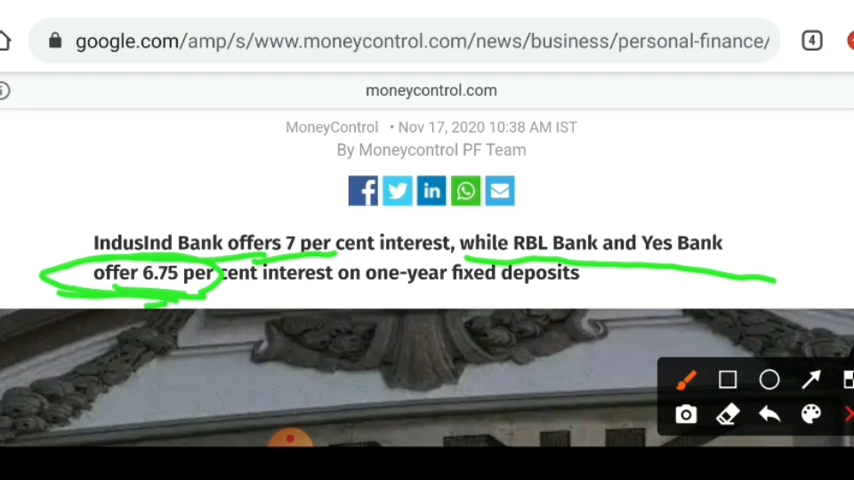 google.com/amp/s/www.moneycontrol.com/news/business/personal-finance/
4
moneycontrol.com
MoneyControl • Nov 17, 2020 10:38 AM IST
By Moneycontrol PF Team
IndusInd Bank offers 7 per cent interest, while RBL Bank and Yes Bank
offer 6.75 per cent interest on one-year fixed deposits